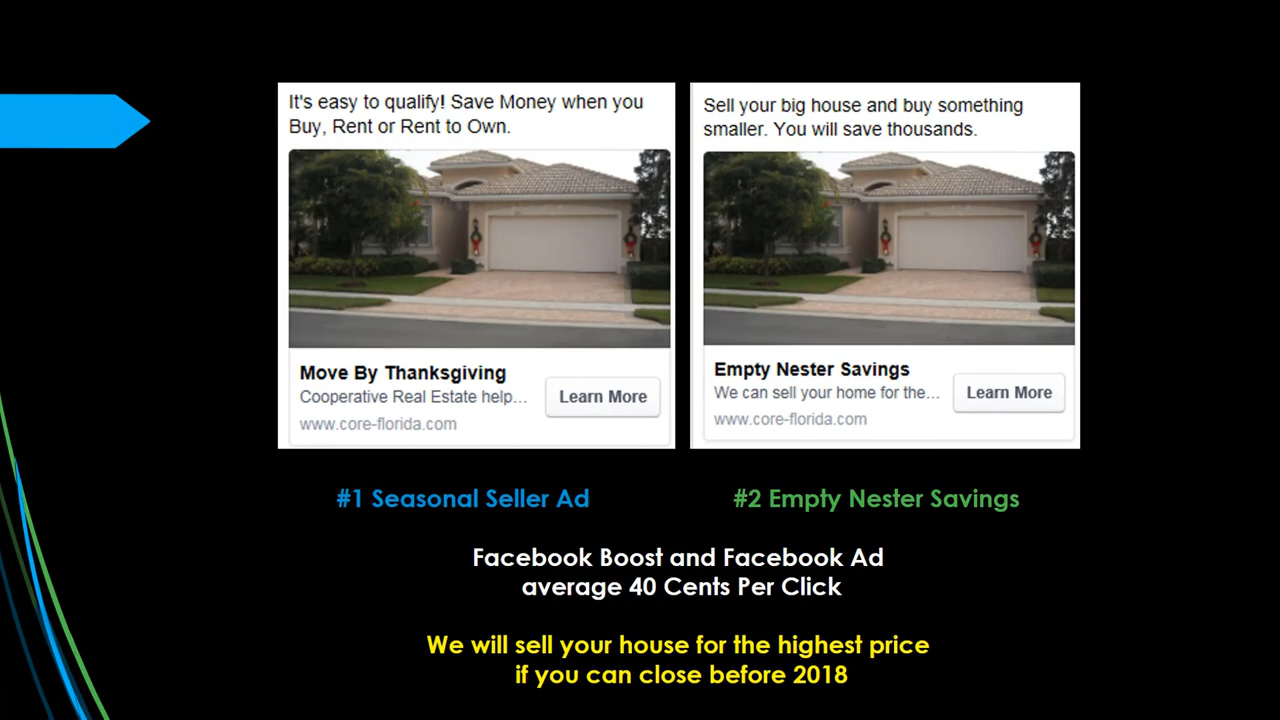 It's easy to qualify! Save Money when you
Buy, Rent or Rent to Own.
Move By Thanksgiving
Cooperative Real Estate help...
Learn More
www.core-florida.com
Sell your big house and buy something
smaller. You will save thousands.
Empty Nester Savings
We can sell your home for the...
Learn More
www.core-florida.com
#1 Seasonal Seller Ad
#2 Empty Nester Savings
Facebook Boost and Facebook Ad
average 40 Cents Per Click
We will sell your house for the highest price
if you can close before 2018